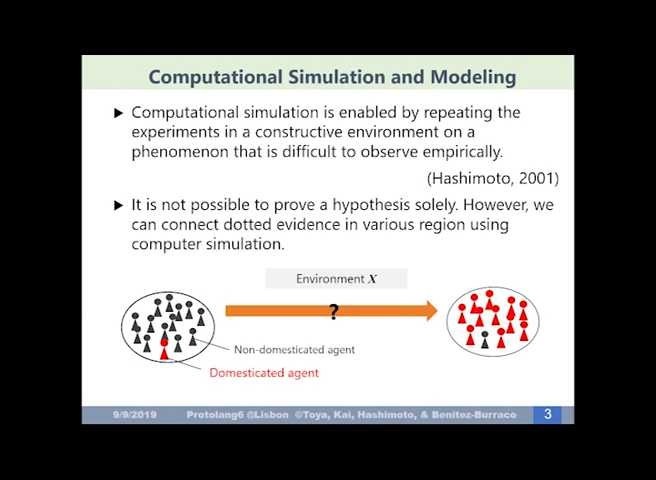 Computational Simulation and Modeling
Computational simulation is enabled by repeating the
experiments in a constructive environment on a
phenomenon that is difficult to observe empirically.
(Hashimoto, 2001)
It is not possible to prove a hypothesis solely. However, we
can connect dotted evidence in various region using
computer simulation.
Environment X
?
Non-domesticated agent
Domesticated agent
9/9/2019 Protolang6 @Lisbon ©Toya, Kai, Hashimoto, & Benítez-Burraco 3